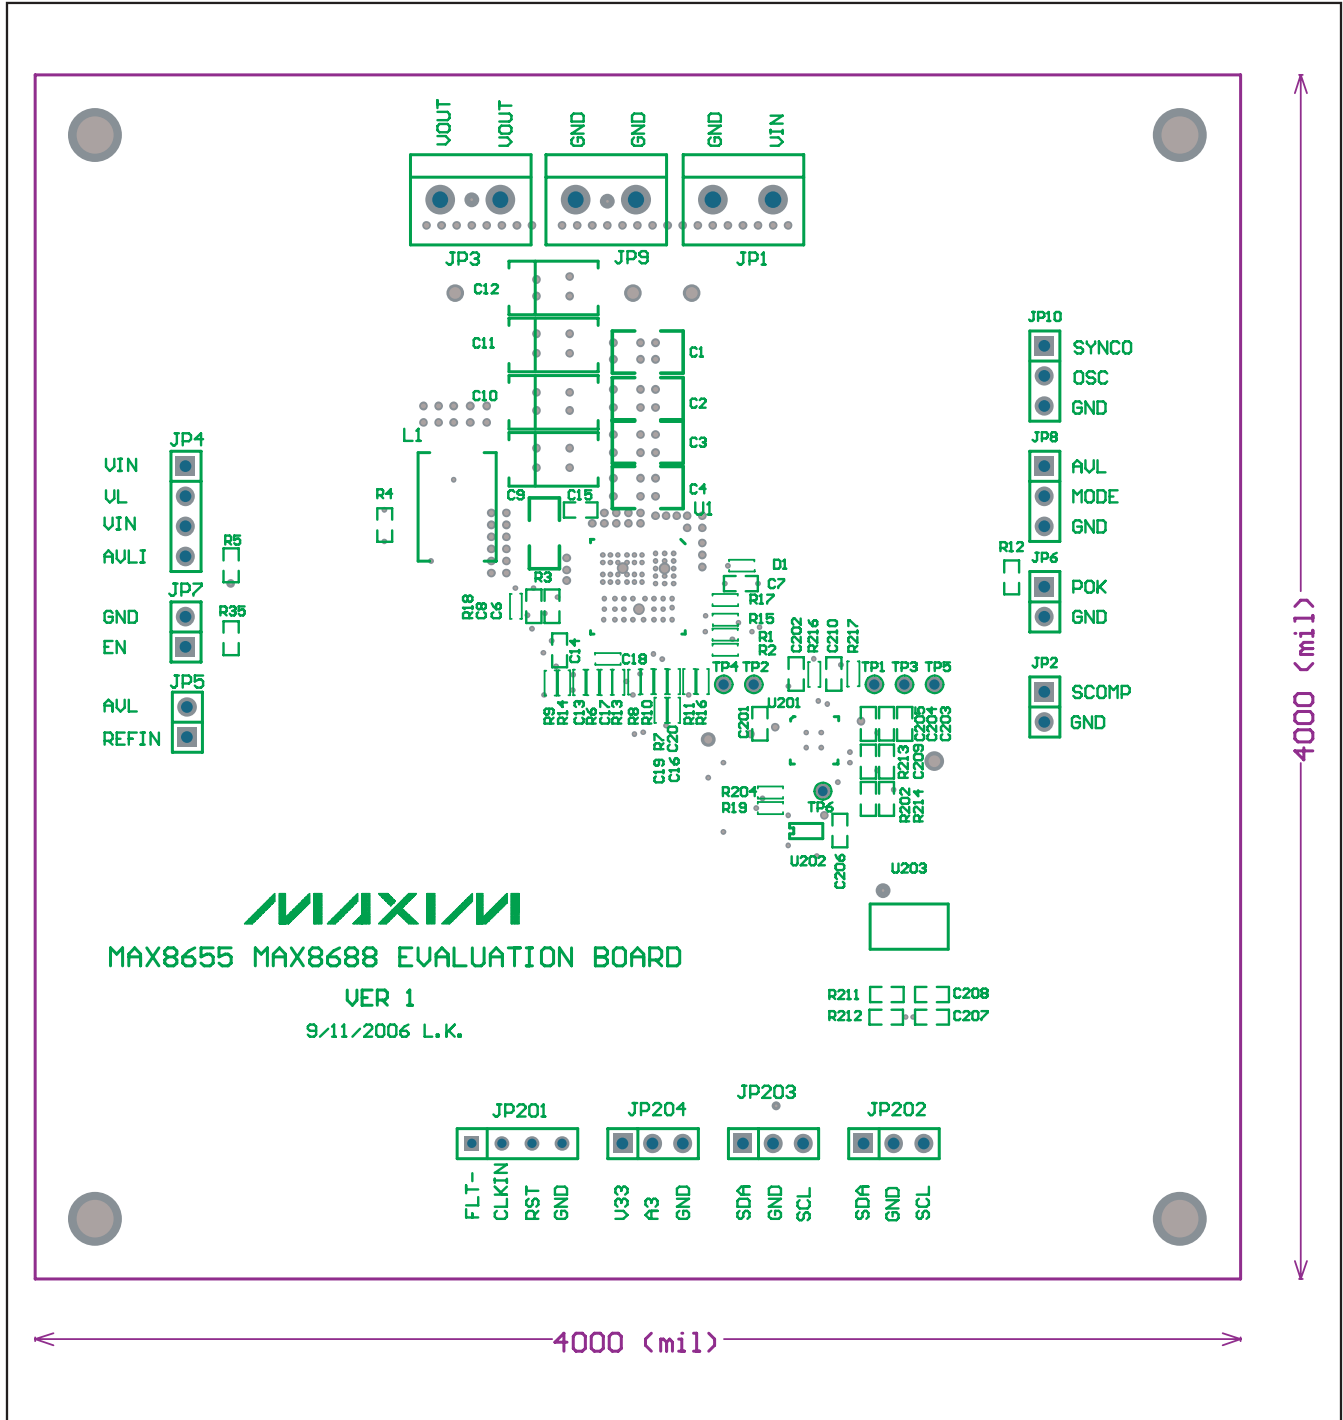 VOUT
VOUT
GND
GND
GND
VIN
JP3
JP9
JP1
C12
C11
C10
C9
C15
C1
C2
C3
C4
U1
L1
JP10
SYNCO
OSC
GND
JP8
AVL
MODE
GND
R12
JP6
POK
GND
JP2
SCOMP
GND
JP4
VIN
VL
VIN
AVLI
R4
R5
JP7
GND
EN
R35
JP5
AVL
REFIN
D1
C7
R17
R15
R1
R2
R3
R18
C8
C6
C14
C18
TP4
TP2
C202
R216
C210
R217
TP1
TP3
TP5
R9
R14
C13
R6
C17
R13
R8
R10
R7
C20
R11
R16
C19
C16
C201
U201
C205
C204
C203
R213
C209
R204
R19
TP6
R202
R214
U202
C206
U203
MAXIM
MAX8655 MAX8688 EVALUATION BOARD
VER 1
9/11/2006 L.K.
R211
C208
R212
C207
JP201
JP204
JP203
JP202
FLT-
CLKIN
RST
GND
V33
A3
GND
SDA
GND
SCL
SDA
GND
SCL
4000 (mil)
4000 (mil)